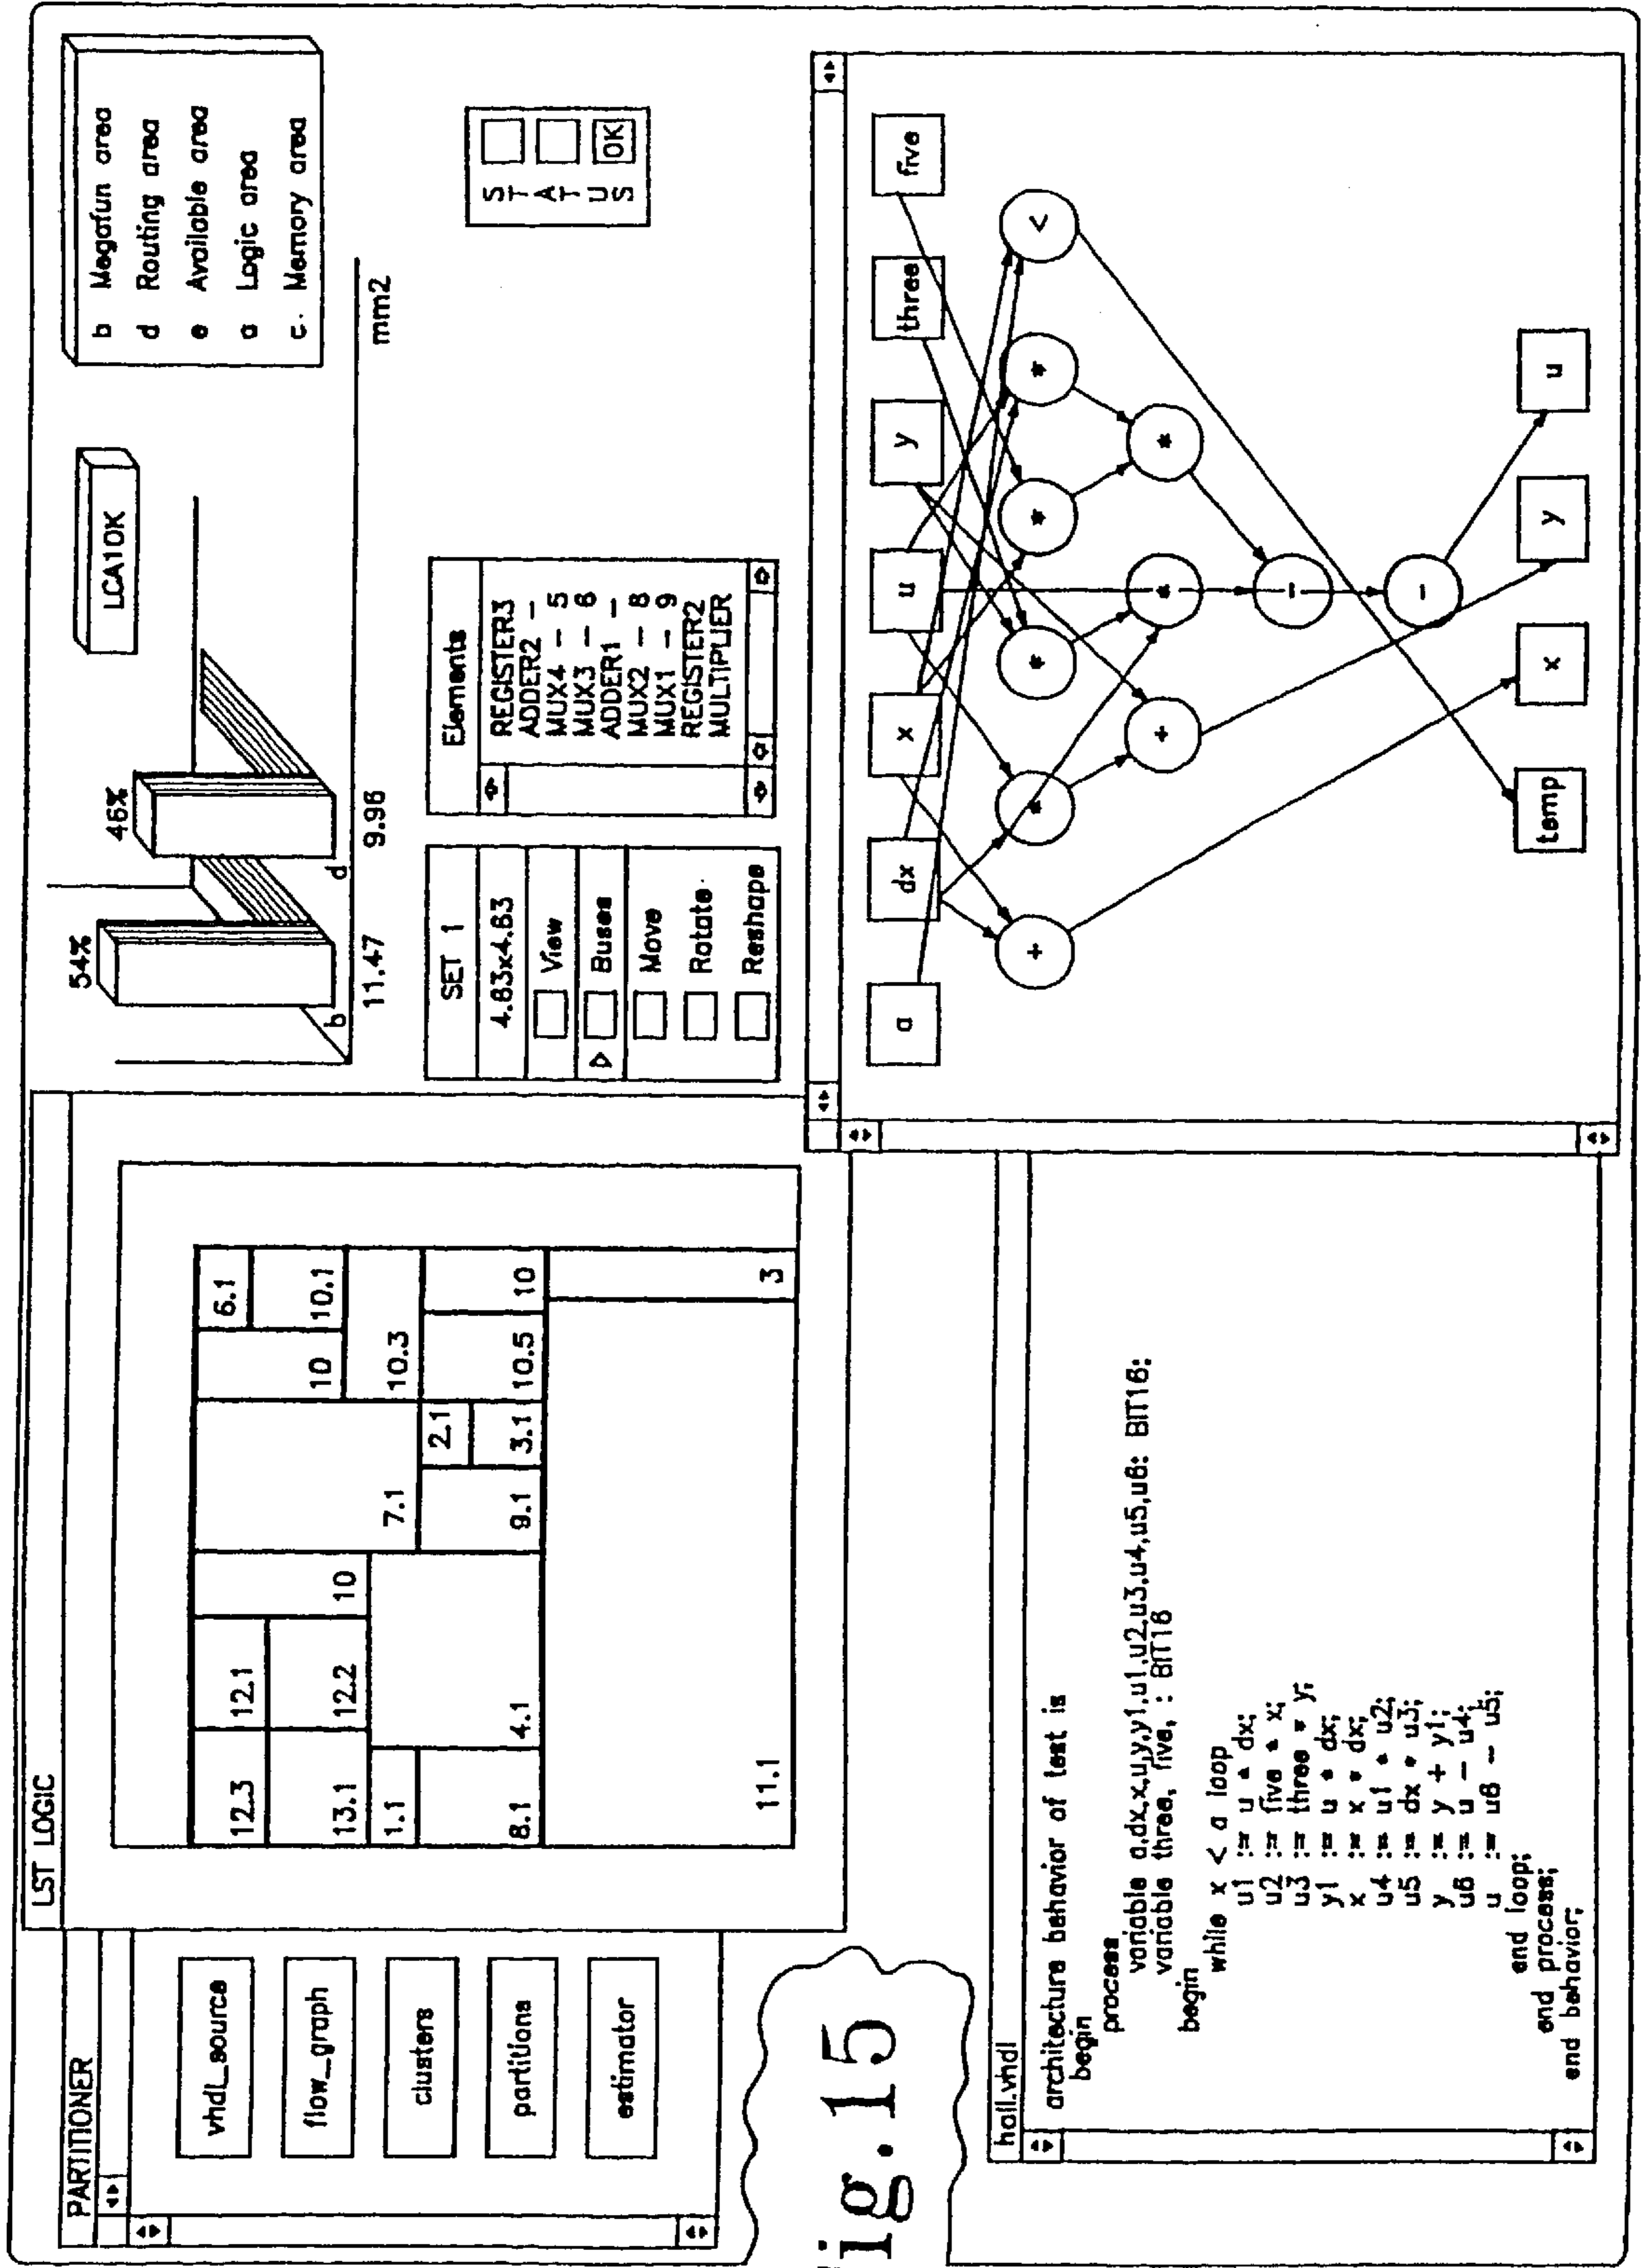 PARTITIONER
vhdl_source
flow_graph
clusters
partitions
estimator
LST LOGIC
12.3
12.1
10
7.1
10
6.1
10.1
13.1
12.2
10.3
1.1
4.1
2.1
8.1
9.1
3.1
10.5
10
11.1
3
54%
46%
b
d
11.47
9.96
mm2
LCA10K
b Megafun area
d Routing area
e Available area
a Logic area
c. Memory area
SET 1
4.83x4.83
View
Buses
Move
Rotate
Reshape
Elements
REGISTER3
ADDER2 –
MUX4 – 5
MUX3 – 6
ADDER1 –
MUX2 – 8
MUX1 – 9
REGISTER2
MULTIPLIER
STATUS
OK
ig.15
hall.vhdl
architecture behavior of test is
begin
process
variable a,dx,x,u,y,y1,u1,u2,u3,u4,u5,u6: BIT16:
variable three, five, : BIT16
begin
while x < a loop
u1 := u * dx;
u2 := five * x;
u3 := three * y;
y1 := u * dx;
x := x + dx;
u4 := u1 * u2;
u5 := dx * u3;
y := y + y1;
u6 := u – u4;
u := u6 – u5;
end loop;
end process;
end behavior;
a
dx
x
u
y
three
five
+
*
*
*
*
<
+
*
*
–
–
temp
x
y
u